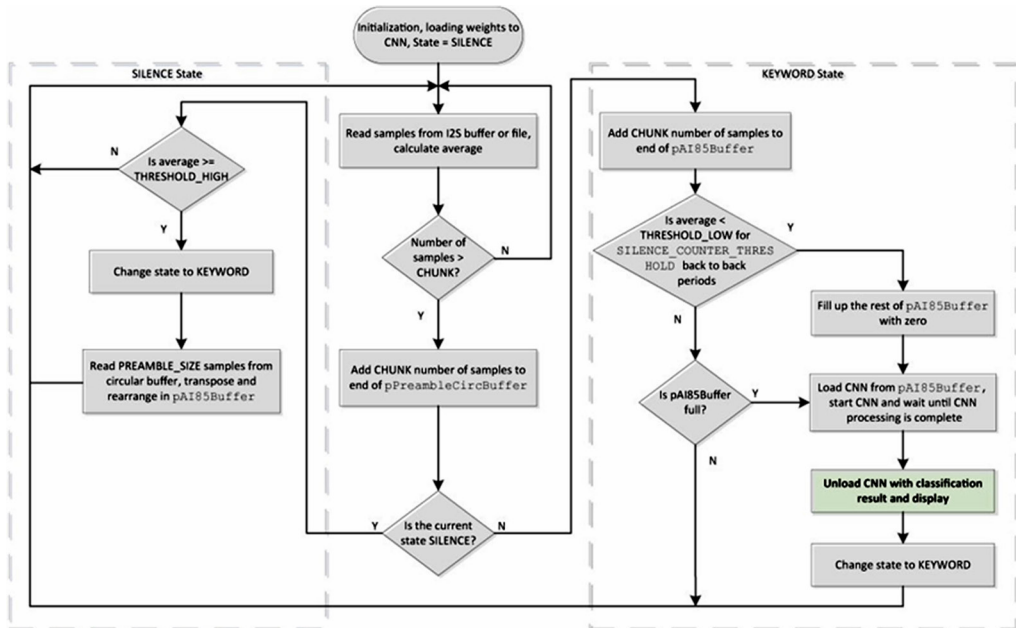 Initialization, loading weights to
CNN, State = SILENCE
SILENCE State
Is average >=
THRESHOLD_HIGH
N
Y
Change state to KEYWORD
Read PREAMBLE_SIZE samples from
circular buffer, transpose and
rearrange in pAI85Buffer
Read samples from I2S buffer or file,
calculate average
Number of
samples >
CHUNK?
N
Y
Add CHUNK number of samples to
end of pPreambleCircBuffer
Is the current
state SILENCE?
Y
N
KEYWORD State
Add CHUNK number of samples to
end of pAI85Buffer
Is average <
THRESHOLD_LOW for
SILENCE_COUNTER_THRES
HOLD back to back
periods
Y
N
Fill up the rest of pAI85Buffer
with zero
Is pAI85Buffer
full?
Y
N
Load CNN from pAI85Buffer,
start CNN and wait until CNN
processing is complete
Unload CNN with classification
result and display
Change state to KEYWORD